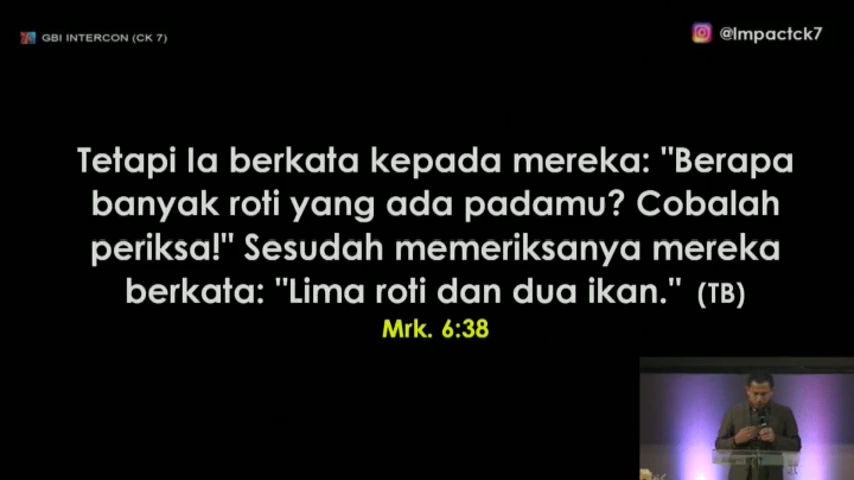 GBI INTERCON (CK 7)
@Impactck7
Tetapi Ia berkata kepada mereka: "Berapa
banyak roti yang ada padamu? Cobalah
periksa!" Sesudah memeriksanya mereka
berkata: "Lima roti dan dua ikan." (TB)
Mrk. 6:38